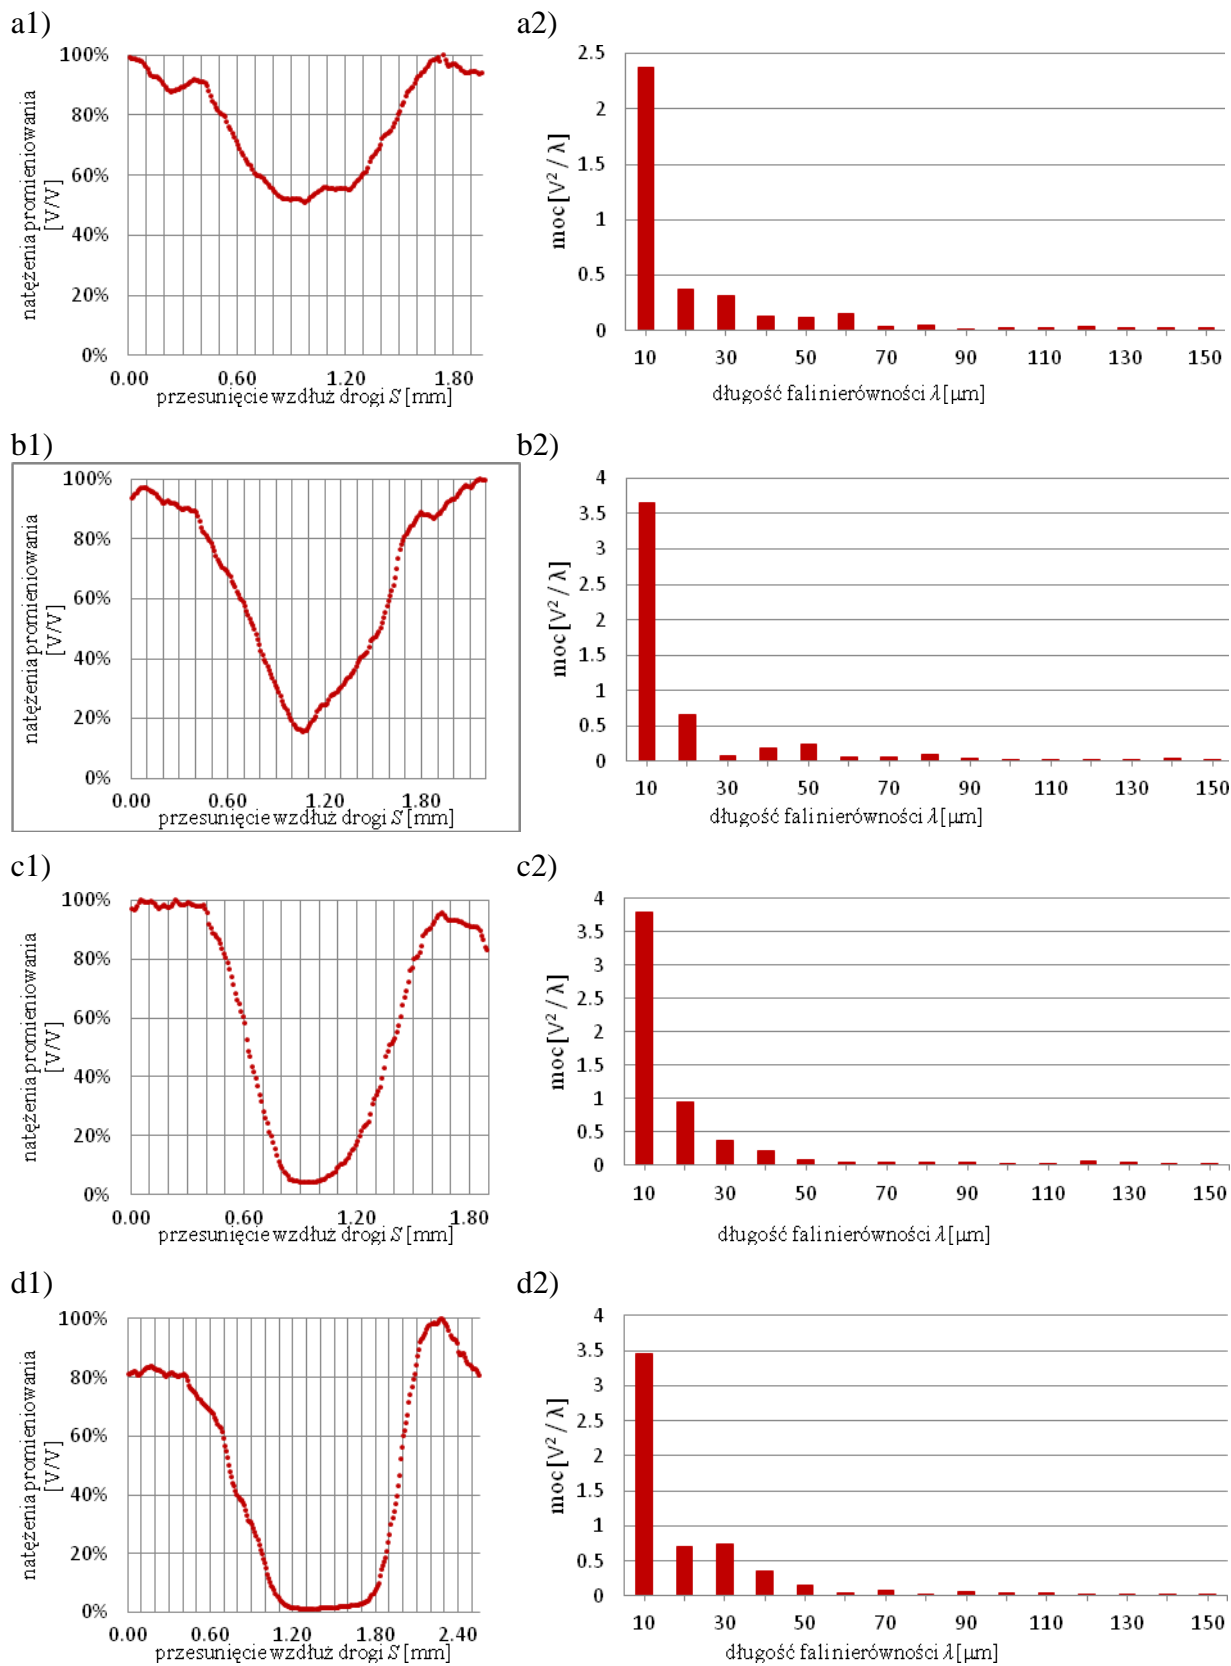 a1)
a2)
natężenia promieniowania
[V/V]
100%
80%
60%
40%
20%
0%
0.00 0.60 1.20 1.80
przesunięcie wzdłuż drogi S [mm]
moc [V² / λ]
2.5
2
1.5
1
0.5
0
10 30 50 70 90 110 130 150
długość fali nierówności λ [μm]
b1)
b2)
natężenia promieniowania
[V/V]
100%
80%
60%
40%
20%
0%
0.00 0.60 1.20 1.80
przesunięcie wzdłuż drogi S [mm]
moc [V² / λ]
4
3.5
3
2.5
2
1.5
1
0.5
0
10 30 50 70 90 110 130 150
długość fali nierówności λ [μm]
c1)
c2)
natężenia promieniowania
[V/V]
100%
80%
60%
40%
20%
0%
0.00 0.60 1.20 1.80
przesunięcie wzdłuż drogi S [mm]
moc [V² / λ]
4
3.5
3
2.5
2
1.5
1
0.5
0
10 30 50 70 90 110 130 150
długość fali nierówności λ [μm]
d1)
d2)
natężenia promieniowania
[V/V]
100%
80%
60%
40%
20%
0%
0.00 0.60 1.20 1.80 2.40
przesunięcie wzdłuż drogi S [mm]
moc [V² / λ]
4
3.5
3
2.5
2
1.5
1
0.5
0
10 30 50 70 90 110 130 150
długość fali nierówności λ [μm]